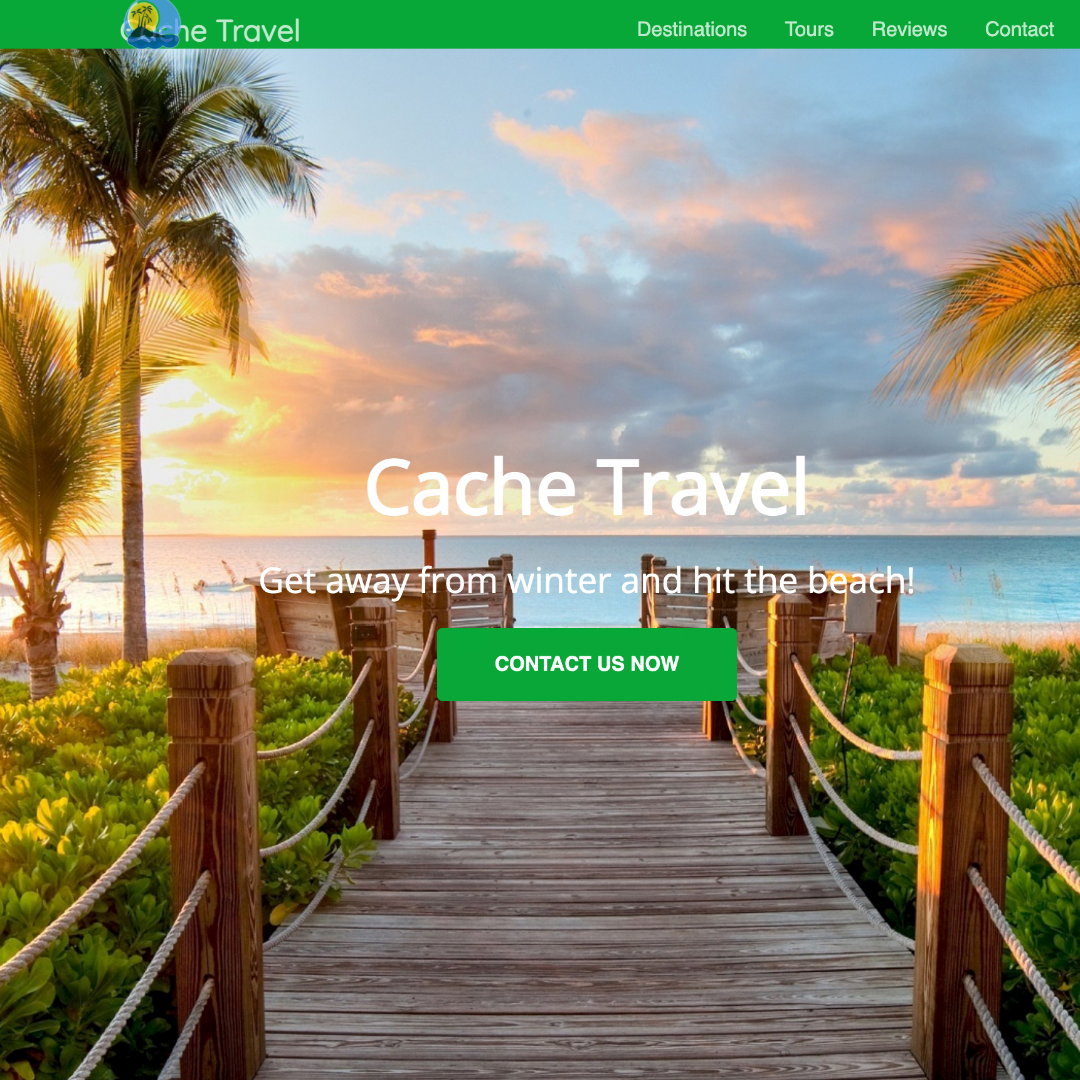 Cache Travel
Destinations Tours Reviews Contact
Cache Travel
Get away from winter and hit the beach!
CONTACT US NOW